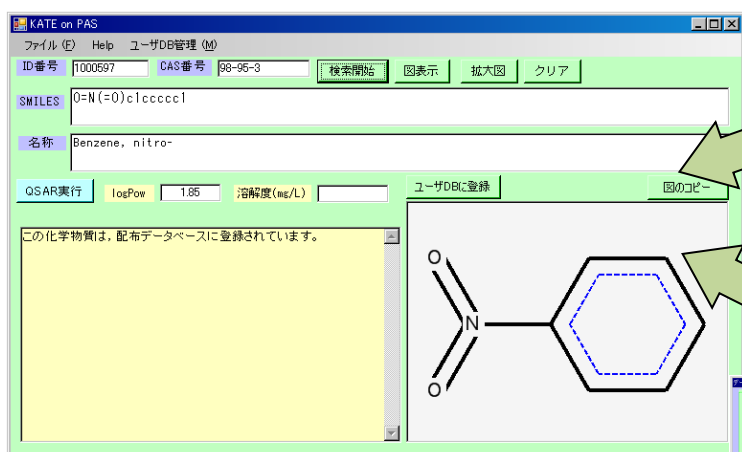 KATE on PAS
ファイル (F) Help ユーザDB管理 (M)
ID番号 1000597 CAS番号 98-95-3 検索開始 図表示 拡大図 クリア
SMILES O=N(=O)c1ccccc1
名称 Benzene, nitro-
QSAR実行 logPow 1.85 溶解度(mg/L) ユーザDBに登録 図のコピー
この化学物質は，配布データベースに登録されています。
O
N
O